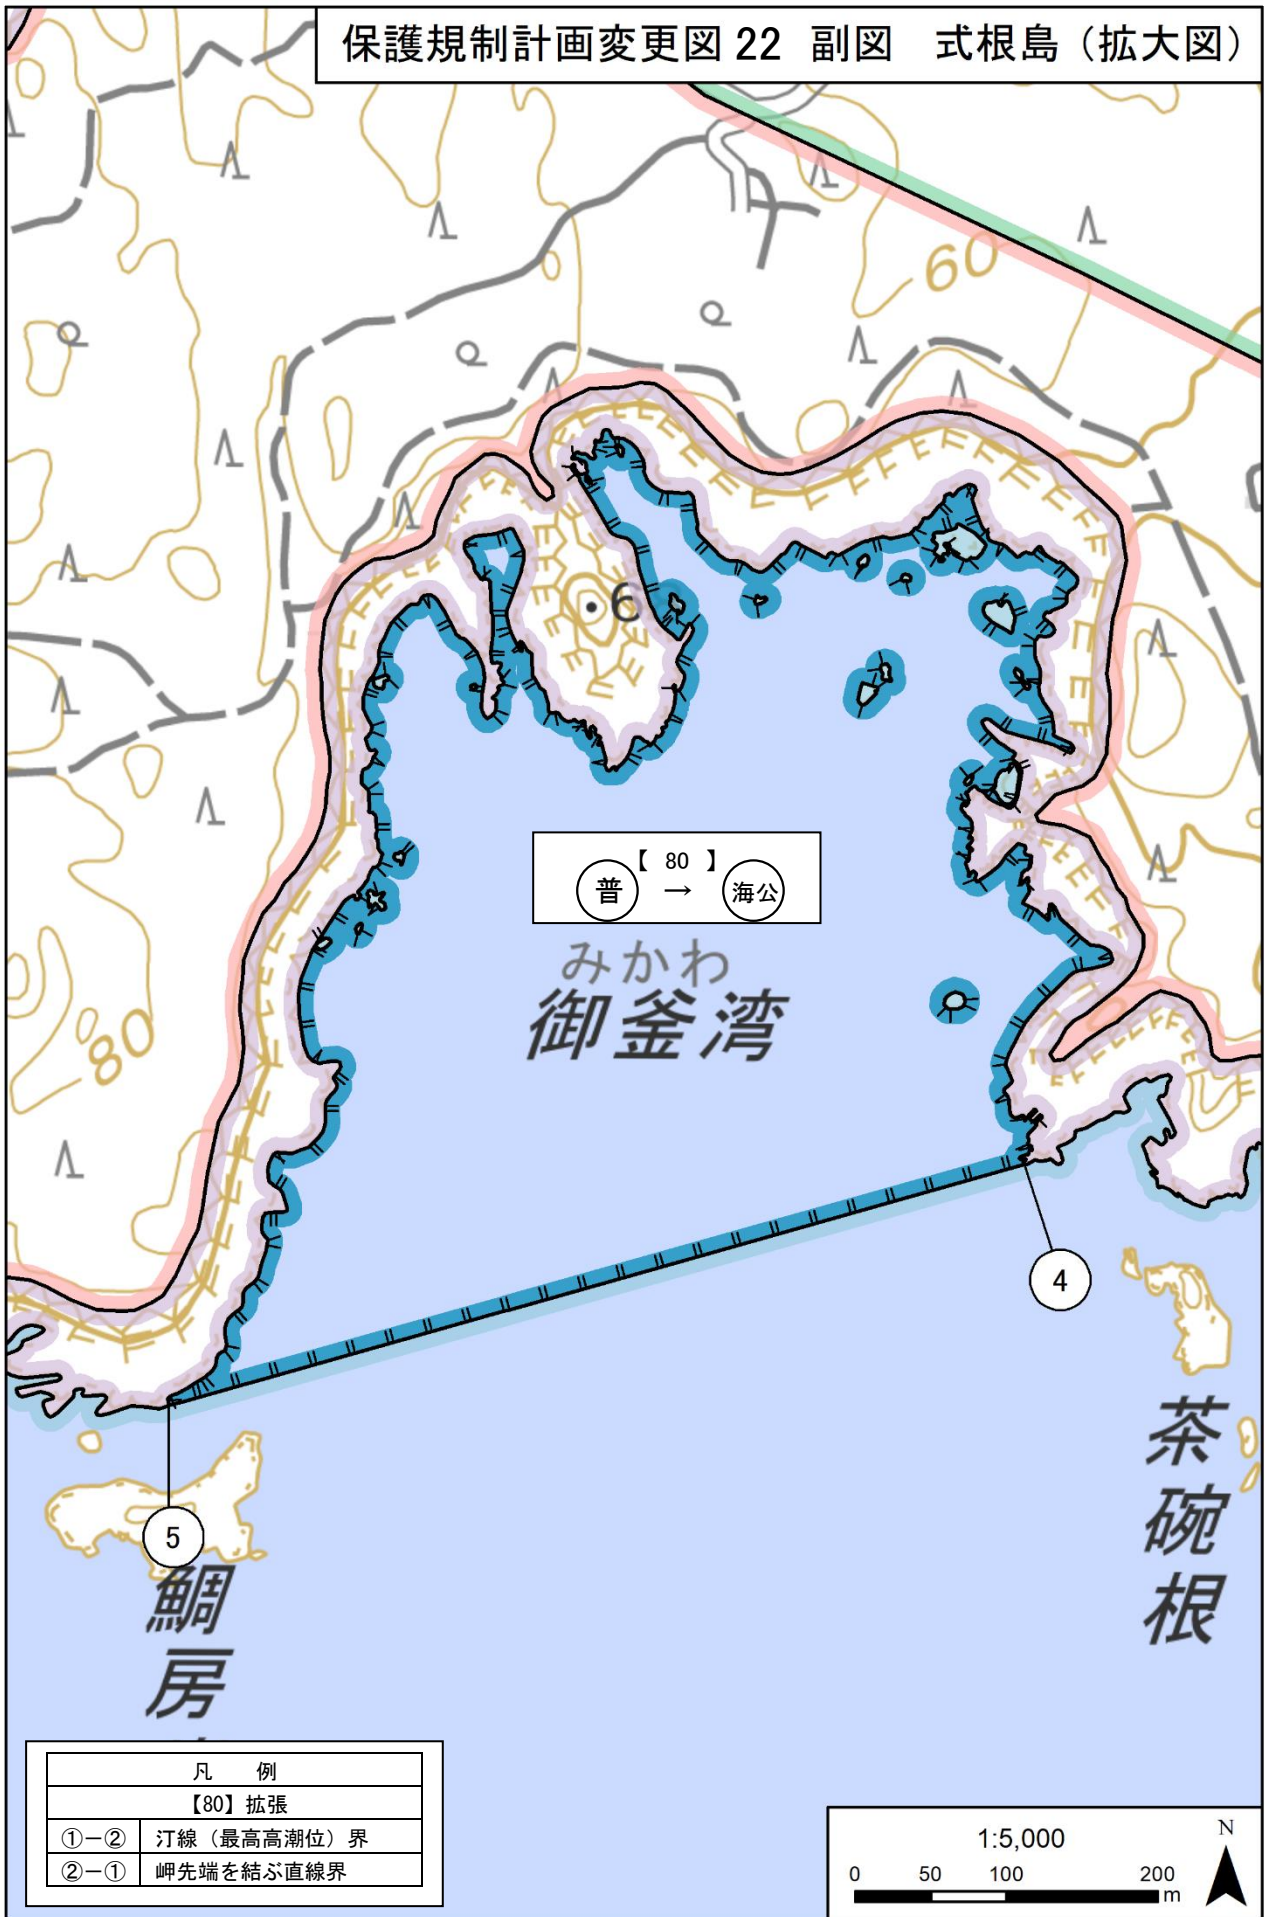 保護規制計画変更図 22 副図 式根島（拡大図）
60
6
【 80 】
普 → 海公
みかわ
御釜湾
80
4
茶碗根
5
鯛房
凡 例
【80】拡張
①－② 汀線（最高高潮位）界
②－① 岬先端を結ぶ直線界
1:5,000
N
0 50 100 200
m